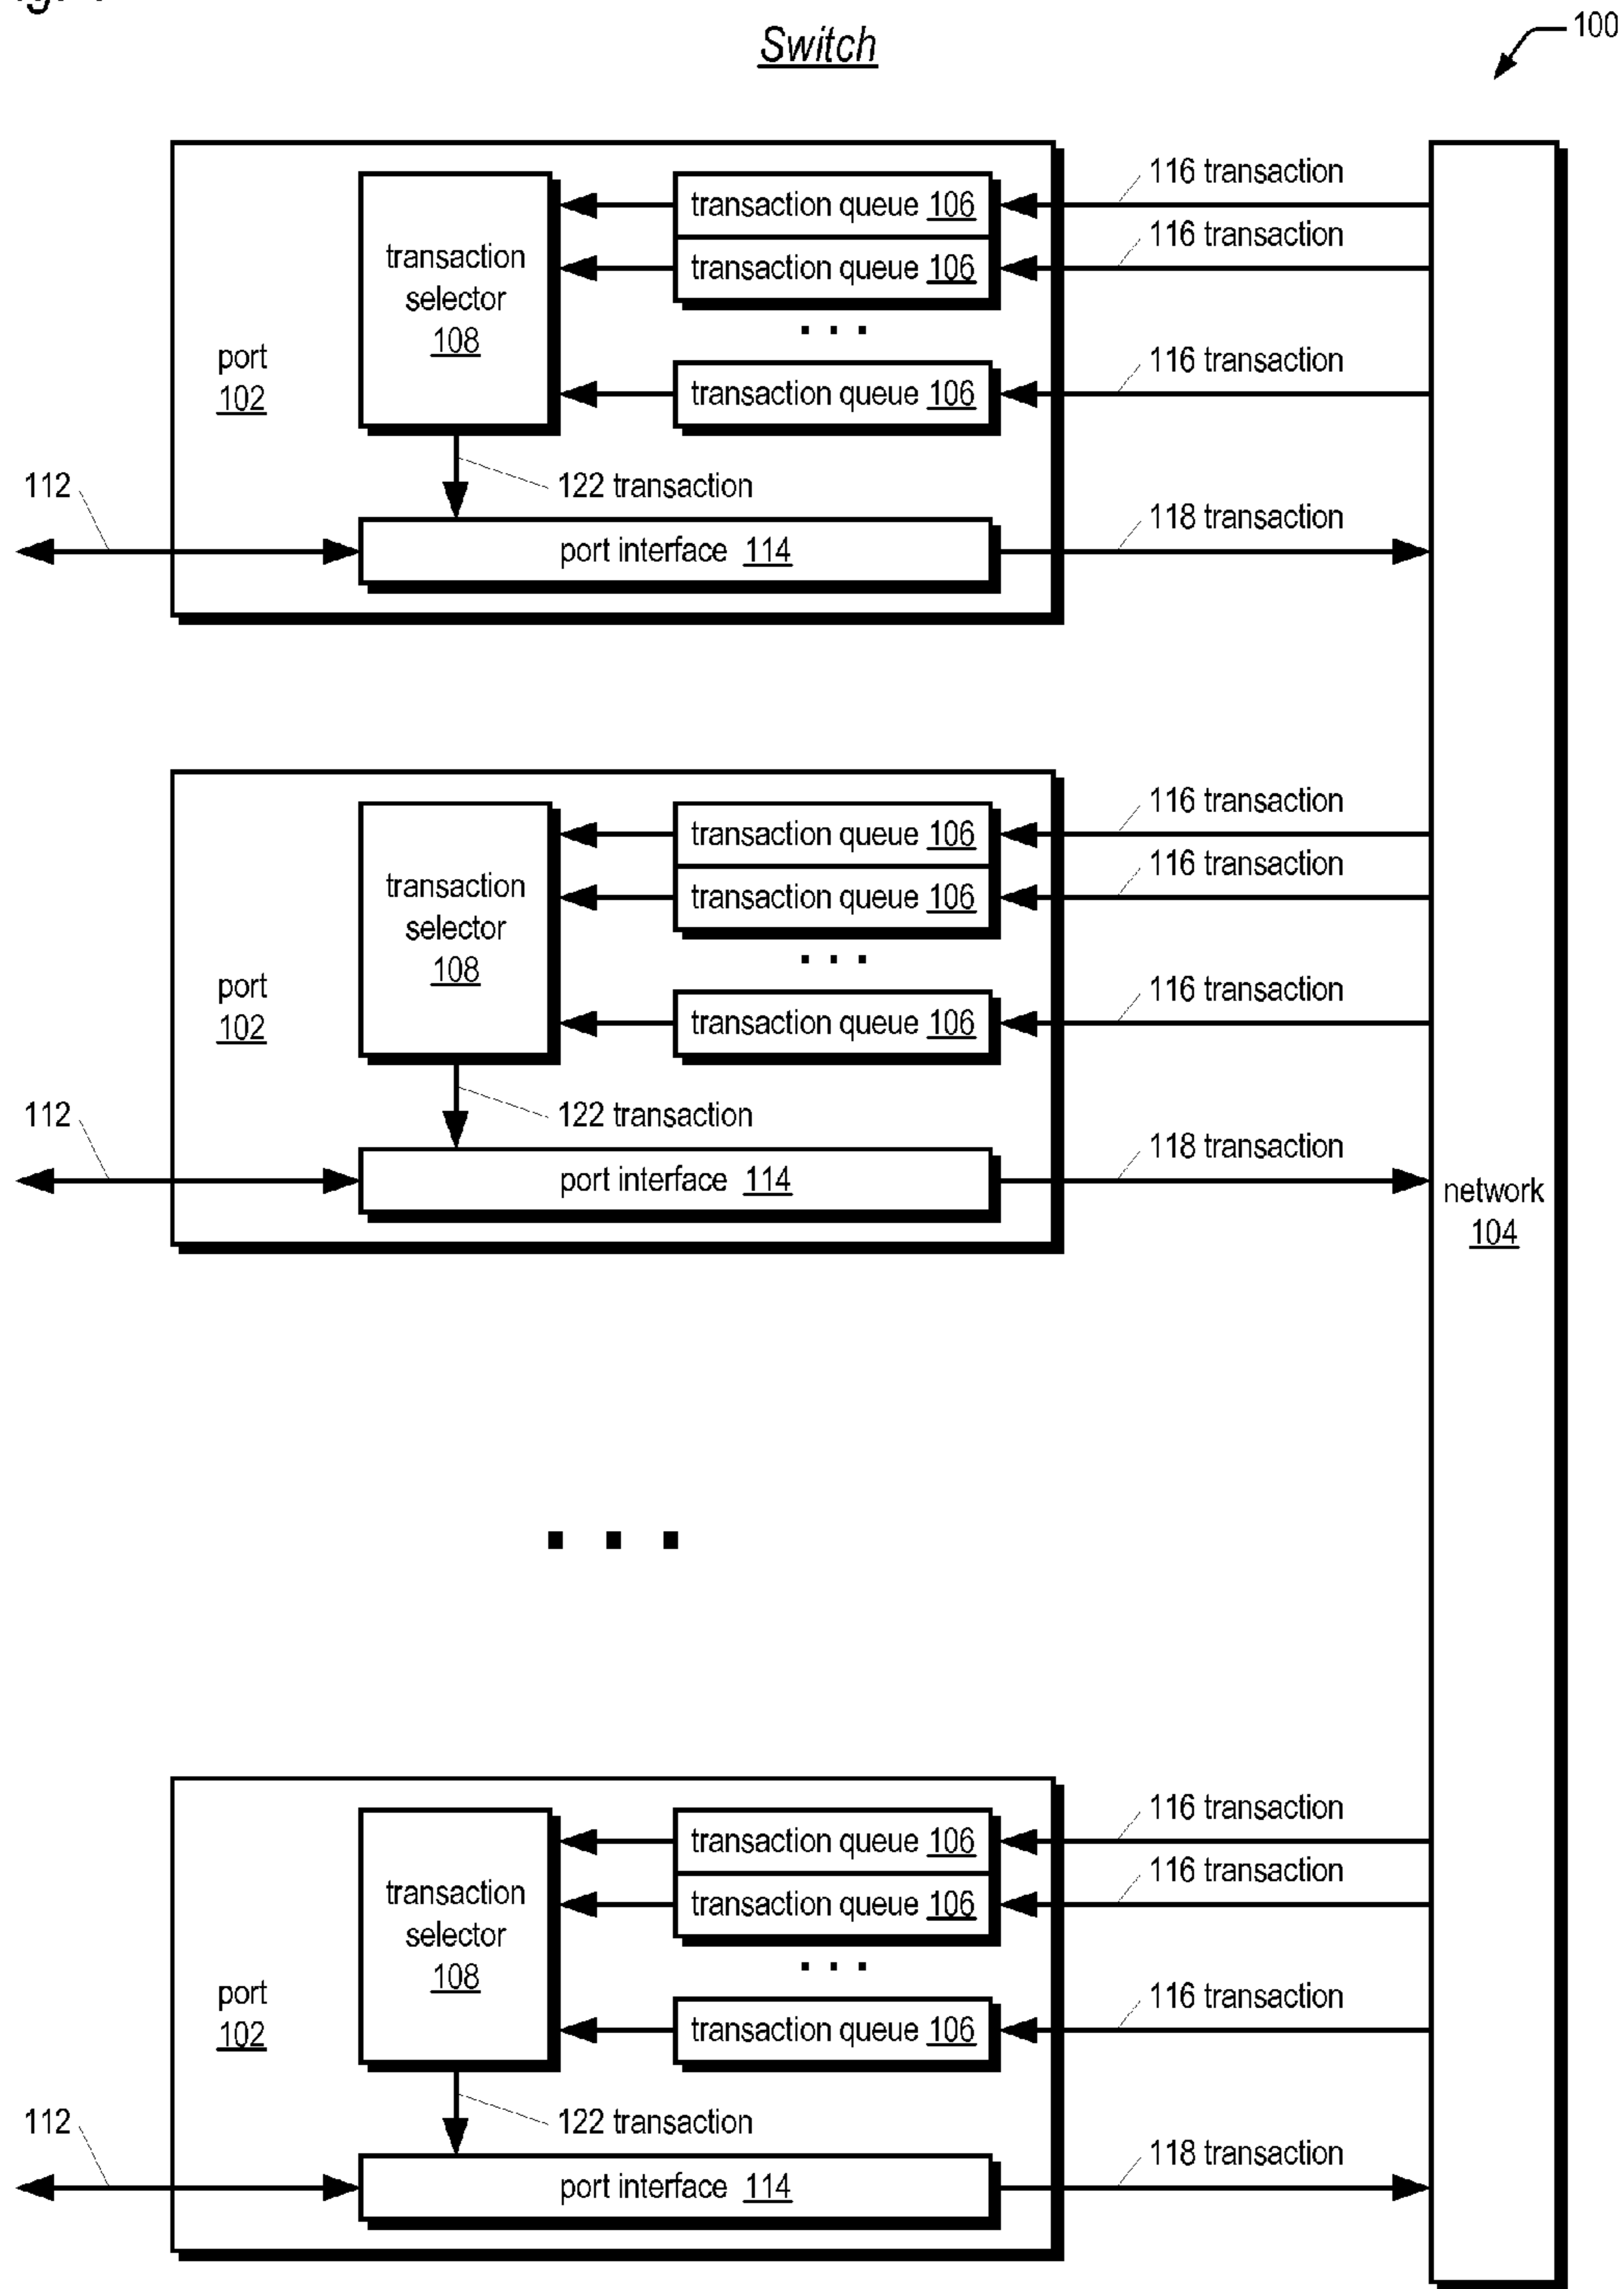 Switch
100
116 transaction
transaction queue 106
116 transaction
transaction
selector
108
transaction queue 106
. . .
port
102
116 transaction
transaction queue 106
112
122 transaction
118 transaction
port interface 114
116 transaction
transaction queue 106
116 transaction
transaction
selector
108
transaction queue 106
. . .
port
102
116 transaction
transaction queue 106
112
122 transaction
118 transaction
port interface 114
network
104
. . .
116 transaction
transaction queue 106
116 transaction
transaction
selector
108
transaction queue 106
. . .
port
102
116 transaction
transaction queue 106
112
122 transaction
118 transaction
port interface 114